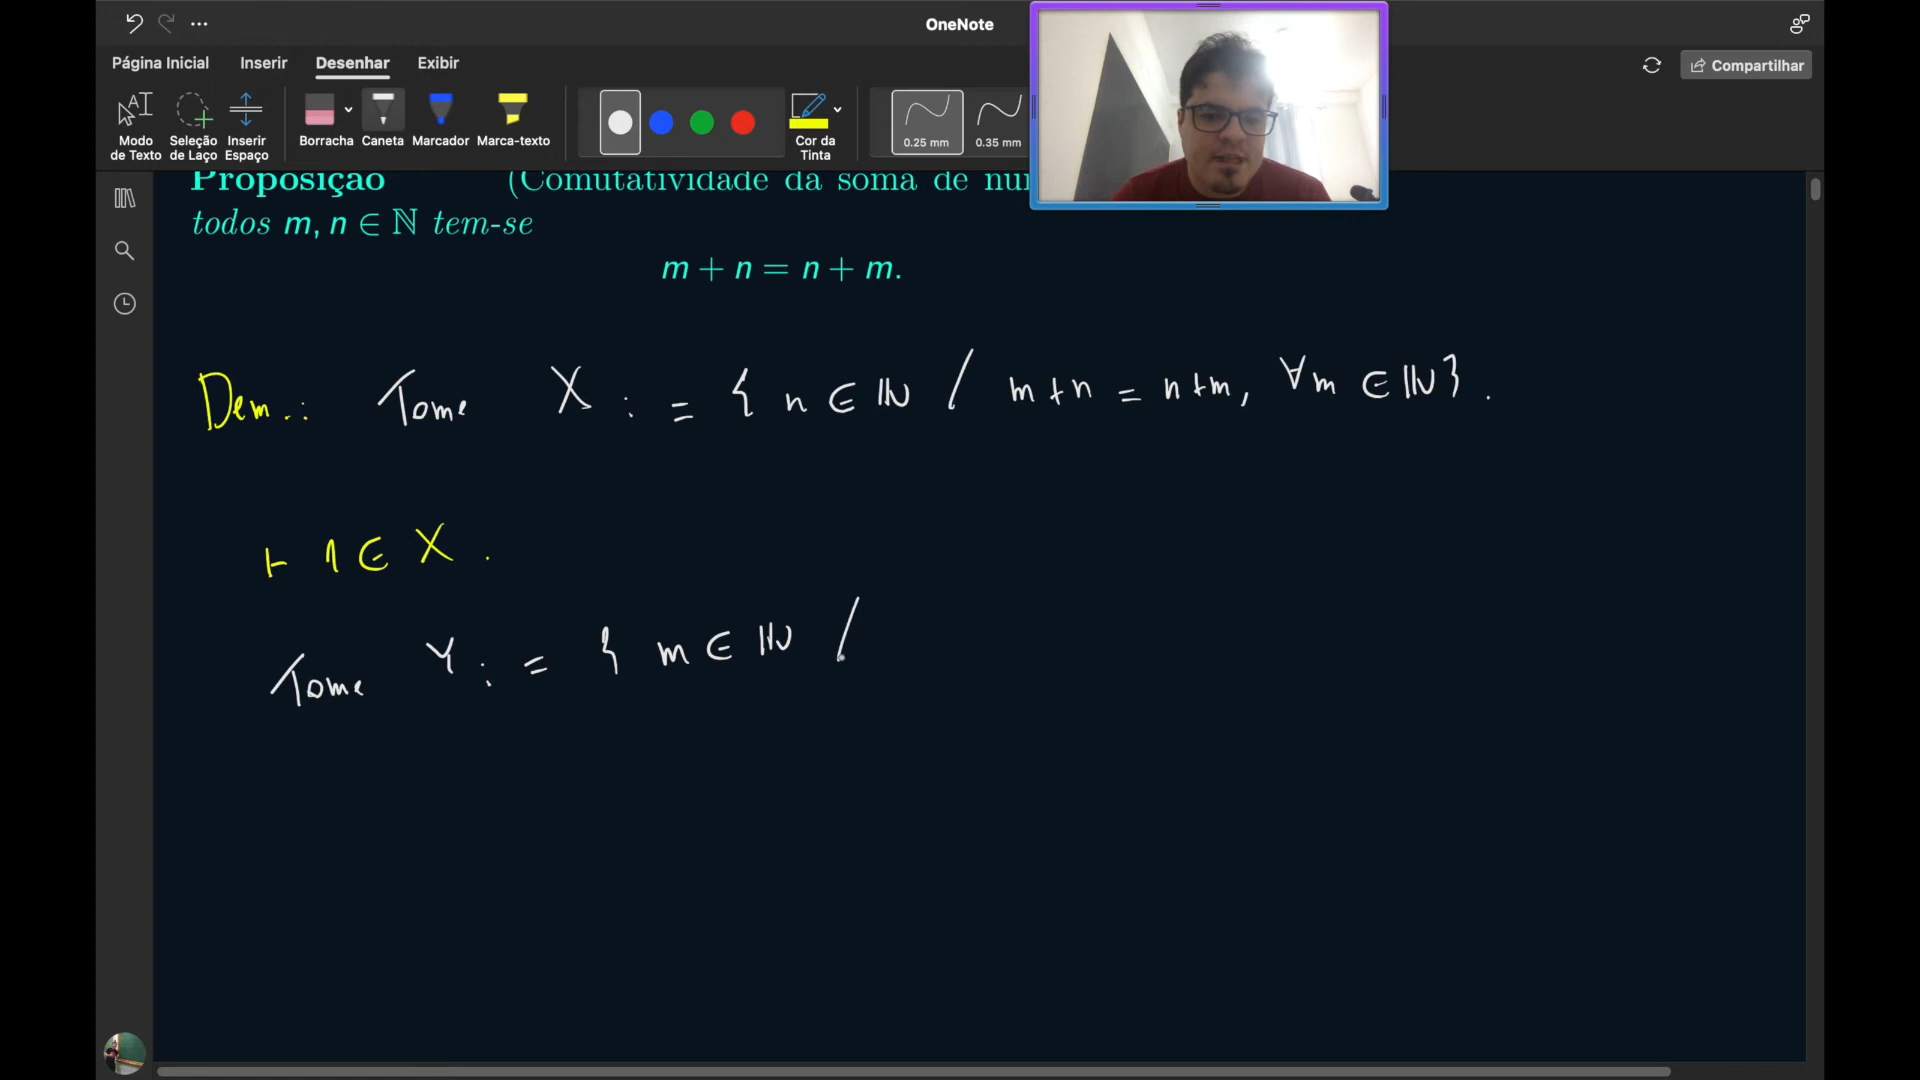 OneNote
Página Inicial Inserir Desenhar Exibir
Compartilhar
Modo de Texto Seleção de Laço Inserir Espaço Borracha Caneta Marcador Marca-texto Cor da Tinta 0.25 mm 0.35 mm
Proposição (Comutatividade da soma de
todos m, n ∈ ℕ tem-se
m + n = n + m.
Dem.: Tome X := { n ∈ ℕ / m+n = n+m, ∀m ∈ ℕ}.
⊢ 1 ∈ X.
Tome Y := { m ∈ ℕ /